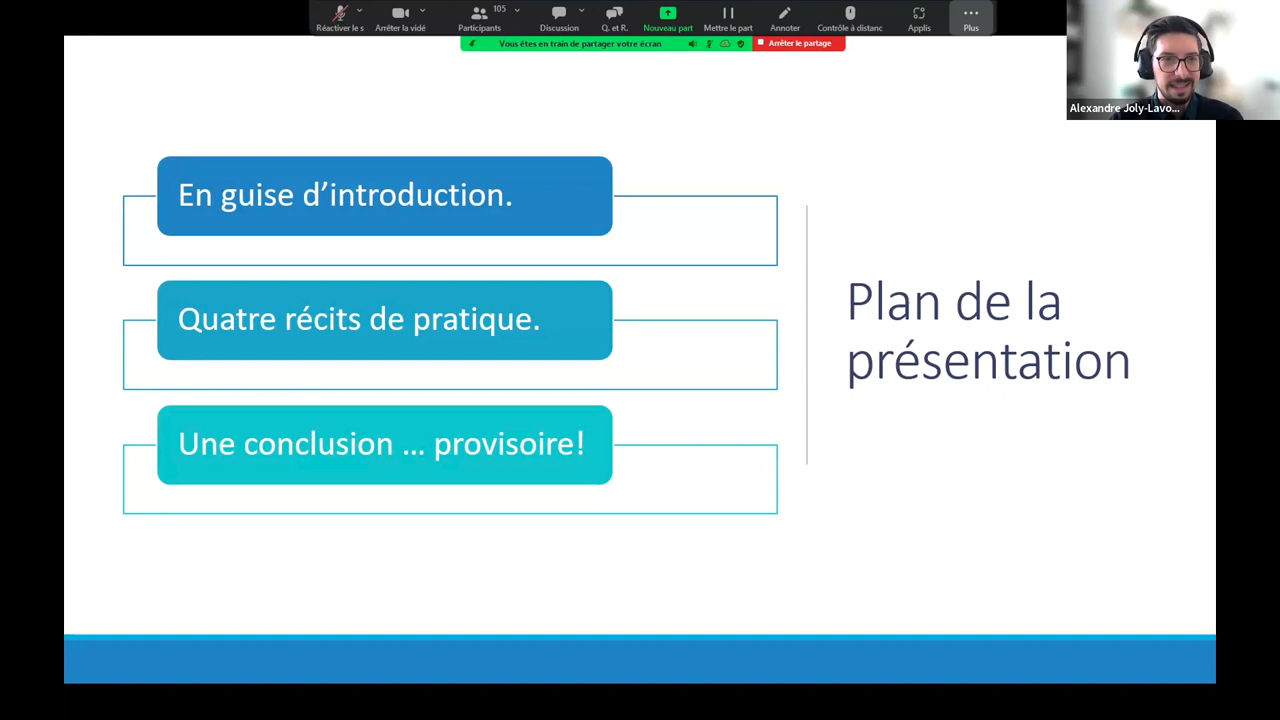 105
Réactiver le s
Arrêter la vidé
Participants
Discussion
Q. et R.
Nouveau part
Mettre le part
Annoter
Contrôle à distanc
Applis
Plus
Vous êtes en train de partager votre écran
Arrêter le partage
Alexandre Joly-Lavo...
En guise d’introduction.
Quatre récits de pratique.
Une conclusion ... provisoire!
Plan de la
présentation